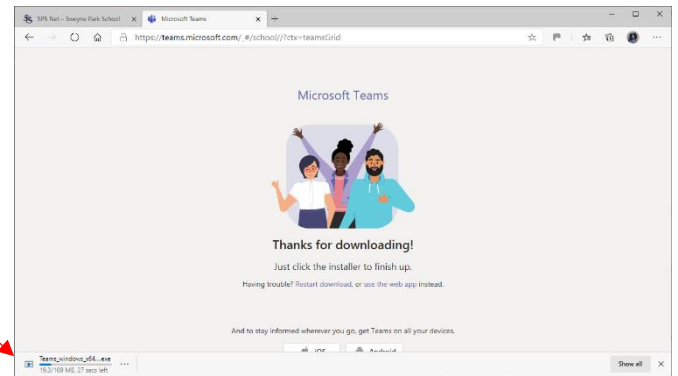 SPS Net - Sweyne Park School
Microsoft Teams
https://teams.microsoft.com/_#/school//?ctx=teamsGrid
Microsoft Teams
Thanks for downloading!
Just click the installer to finish up.
Having trouble? Restart download, or use the web app instead.
And to stay informed wherever you go, get Teams on all your devices.
iOS Android
Teams_windows_x64....exe
19.3/109 MB, 27 secs left
Show all